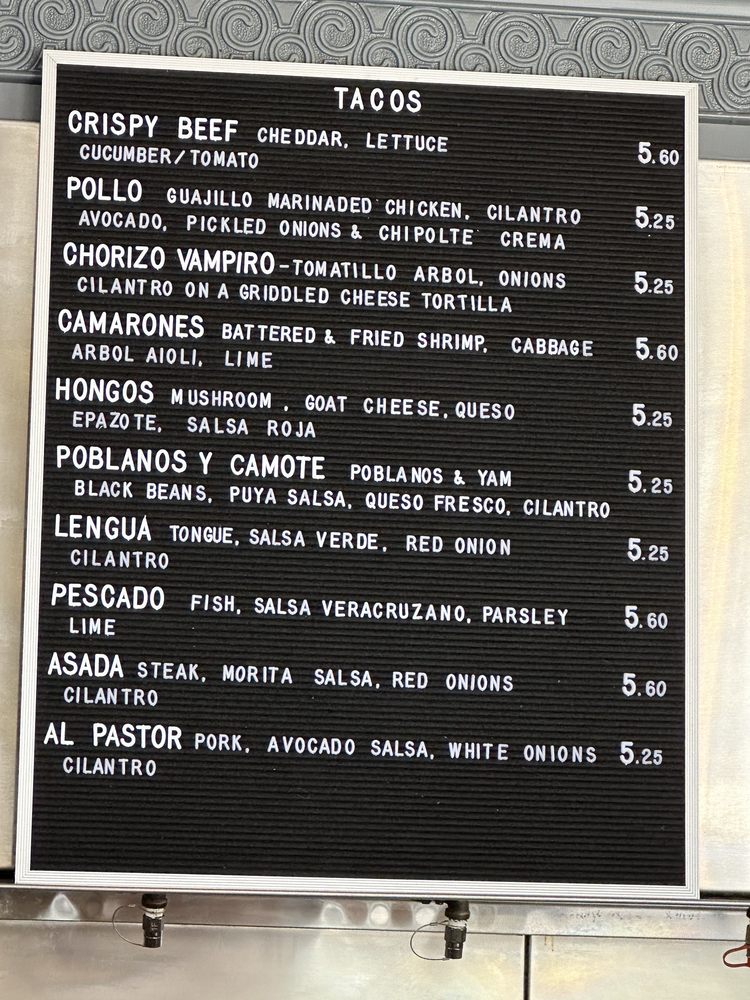 TACOS
CRISPY BEEF CHEDDAR, LETTUCE 5.60
CUCUMBER/TOMATO
POLLO GUAJILLO MARINADED CHICKEN, CILANTRO 5.25
AVOCADO, PICKLED ONIONS & CHIPOLTE CREMA
CHORIZO VAMPIRO-TOMATILLO ARBOL, ONIONS 5.25
CILANTRO ON A GRIDDLED CHEESE TORTILLA
CAMARONES BATTERED & FRIED SHRIMP, CABBAGE 5.60
ARBOL AIOLI, LIME
HONGOS MUSHROOM, GOAT CHEESE, QUESO 5.25
EPAZOTE, SALSA ROJA
POBLANOS Y CAMOTE POBLANOS & YAM 5.25
BLACK BEANS, PUYA SALSA, QUESO FRESCO, CILANTRO
LENGUA TONGUE, SALSA VERDE, RED ONION 5.25
CILANTRO
PESCADO FISH, SALSA VERACRUZANO, PARSLEY 5.60
LIME
ASADA STEAK, MORITA SALSA, RED ONIONS 5.60
CILANTRO
AL PASTOR PORK, AVOCADO SALSA, WHITE ONIONS 5.25
CILANTRO